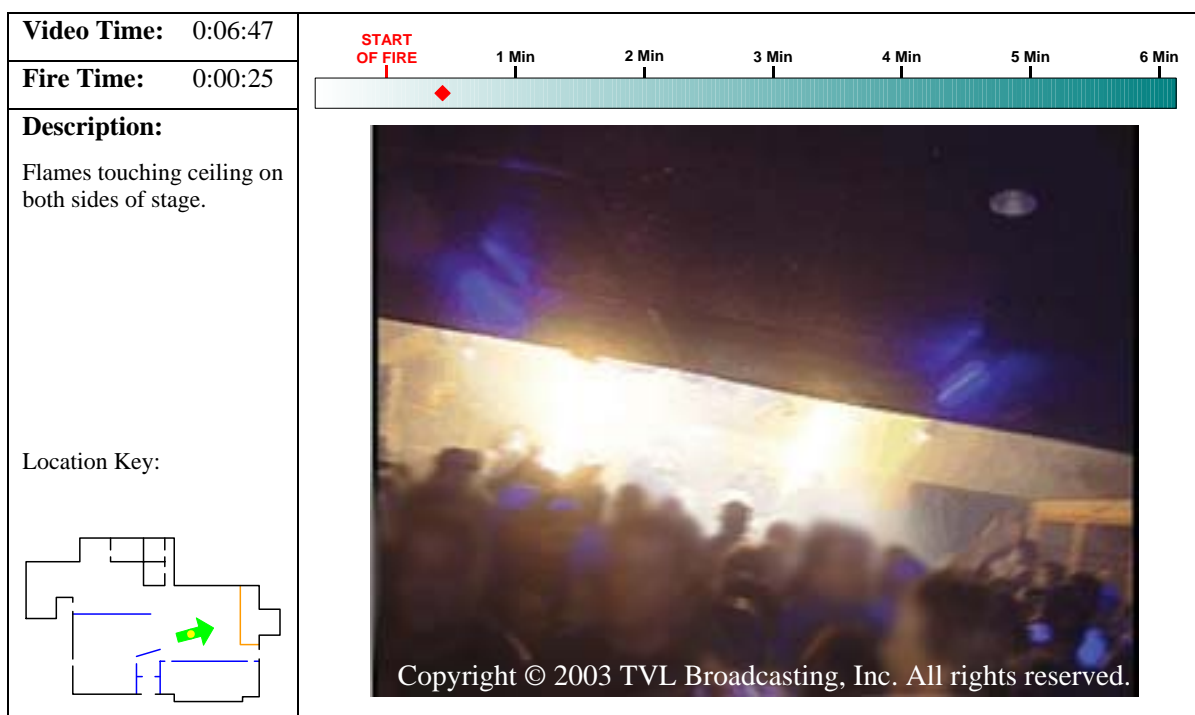 Video Time: 0:06:47
Fire Time: 0:00:25
Description:
Flames touching ceiling on
both sides of stage.
Location Key:
START
OF FIRE
1 Min 2 Min 3 Min 4 Min 5 Min 6 Min
Copyright © 2003 TVL Broadcasting, Inc. All rights reserved.